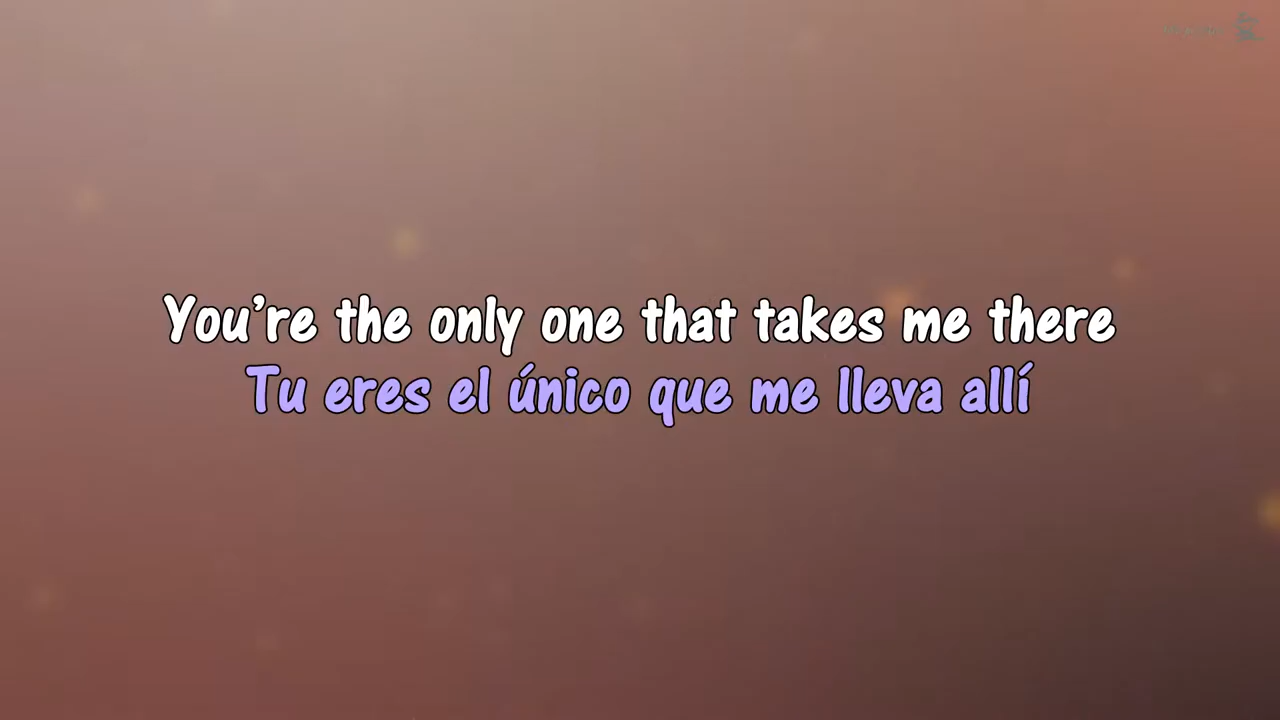 You're the only one that takes me there
Tu eres el único que me lleva allí